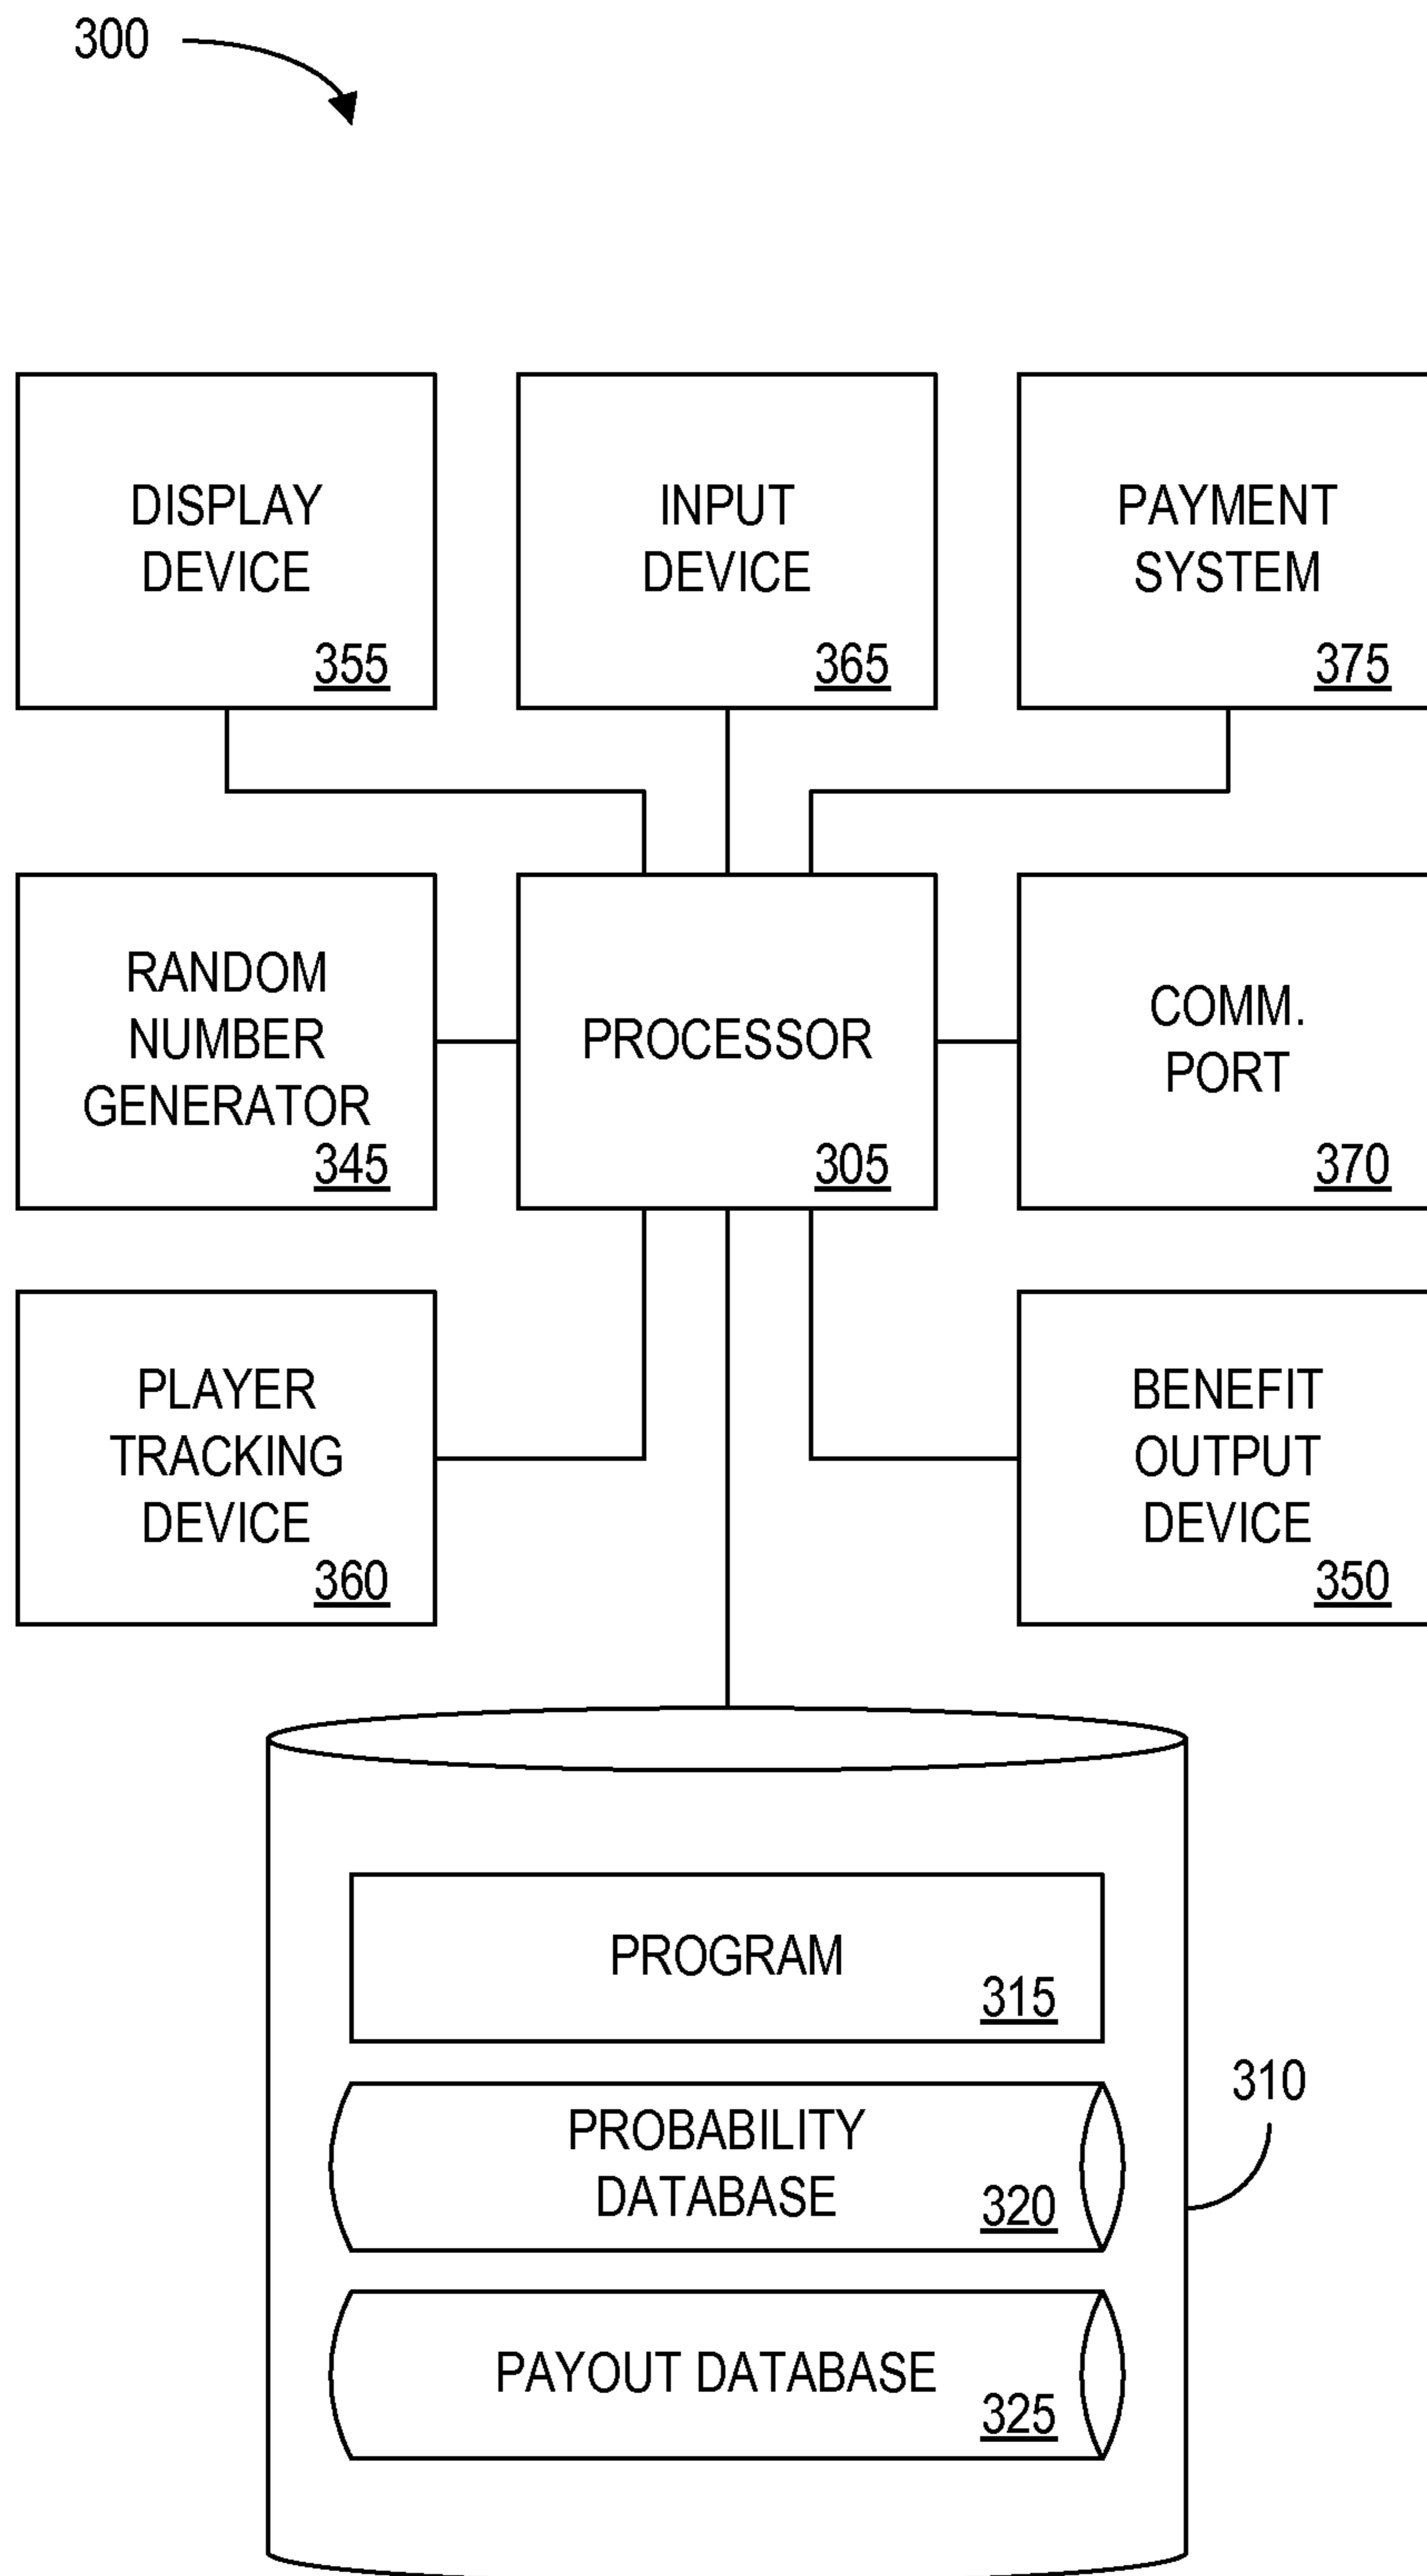 300
DISPLAY
DEVICE
355
INPUT
DEVICE
365
PAYMENT
SYSTEM
375
RANDOM
NUMBER
GENERATOR
345
PROCESSOR
305
COMM.
PORT
370
PLAYER
TRACKING
DEVICE
360
BENEFIT
OUTPUT
DEVICE
350
PROGRAM
315
310
PROBABILITY
DATABASE
320
PAYOUT DATABASE
325